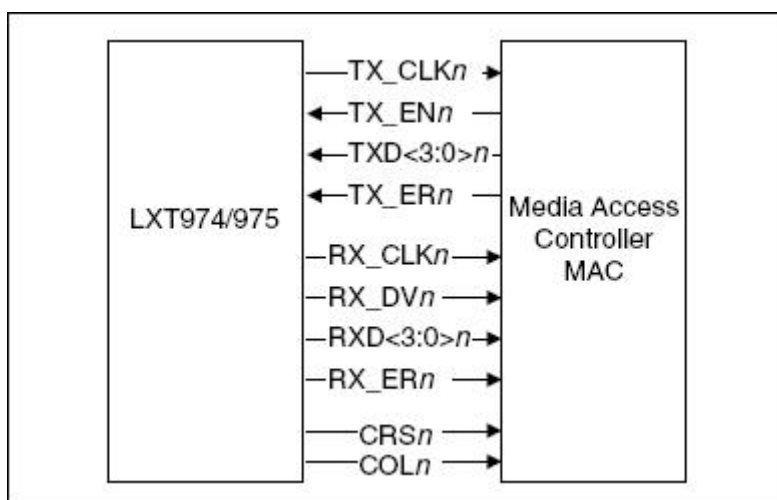 TX_CLKn
TX_ENn
TXD<3:0>n
TX_ERn
LXT974/975
Media Access
Controller
MAC
RX_CLKn
RX_DVn
RXD<3:0>n
RX_ERn
CRSn
COLn